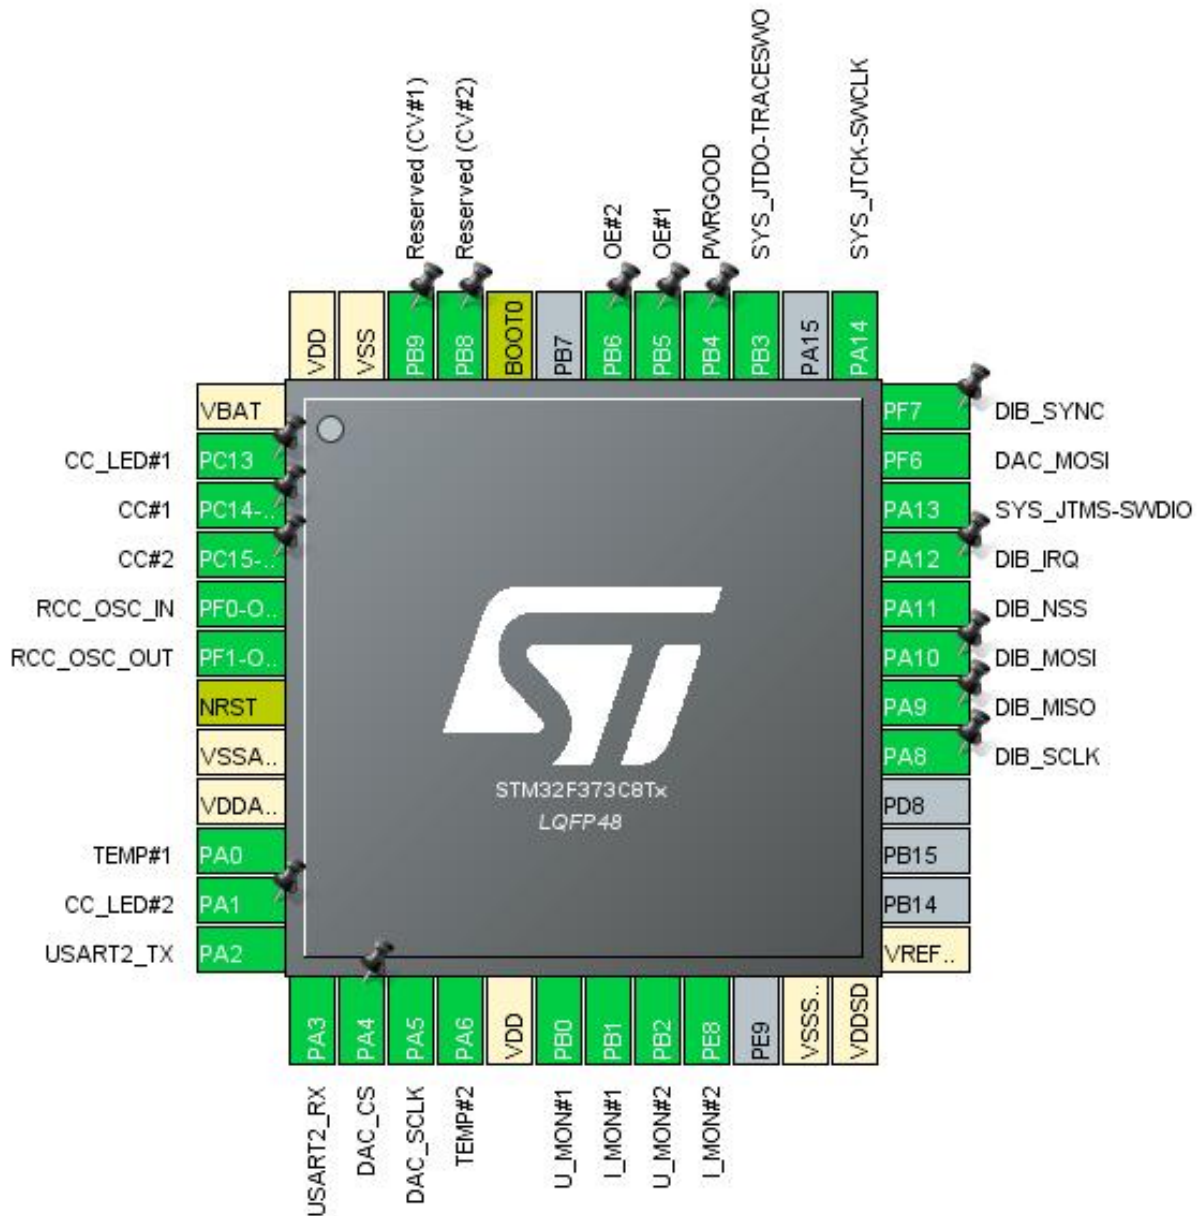 Reserved (CV#1)
Reserved (CV#2)
OE#2
OE#1
PWRGOOD
SYS_JTDO-TRACESWO
SYS_JTCK-SWCLK
VDD
VSS
PB9
PB8
BOOT0
PB7
PB6
PB5
PB4
PB3
PA15
PA14
VBAT
CC_LED#1 PC13
CC#1 PC14-..
CC#2 PC15-..
RCC_OSC_IN PF0-O..
RCC_OSC_OUT PF1-O..
NRST
VSSA..
VDDA..
TEMP#1 PA0
CC_LED#2 PA1
USART2_TX PA2
ST
STM32F373C8Tx
LQFP48
PF7 DIB_SYNC
PF6 DAC_MOSI
PA13 SYS_JTMS-SWDIO
PA12 DIB_IRQ
PA11 DIB_NSS
PA10 DIB_MOSI
PA9 DIB_MISO
PA8 DIB_SCLK
PD8
PB15
PB14
VREF..
PA3
PA4
PA5
PA6
VDD
PB0
PB1
PB2
PE8
PE9
VSSS..
VDDSD
USART2_RX
DAC_CS
DAC_SCLK
TEMP#2
U_MON#1
I_MON#1
U_MON#2
I_MON#2